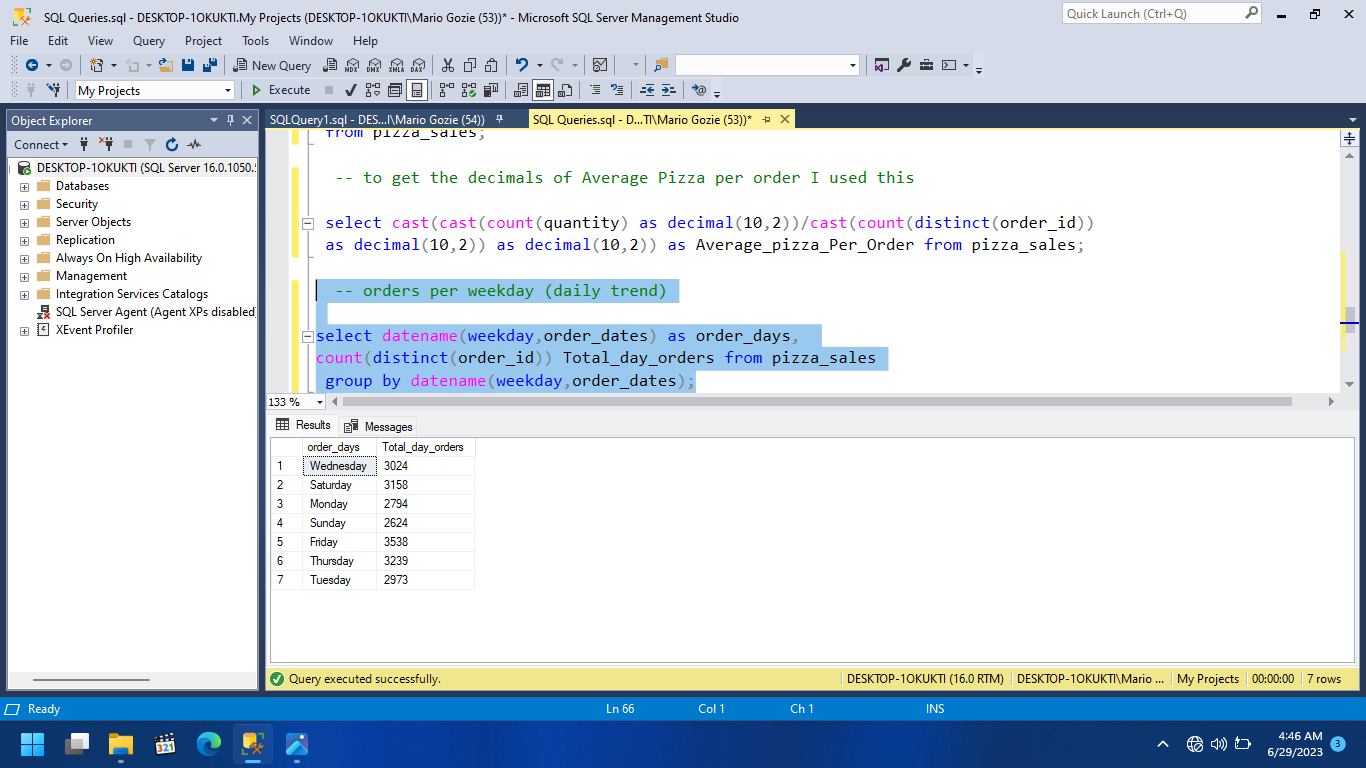 SQL Queries.sql - DESKTOP-1OKUKTI.My Projects (DESKTOP-1OKUKTI\Mario Gozie (53))* - Microsoft SQL Server Management Studio
Quick Launch (Ctrl+Q)
File Edit View Query Project Tools Window Help
New Query MDX DMX XMLA DAX
My Projects Execute
Object Explorer
Connect
DESKTOP-1OKUKTI (SQL Server 16.0.1050.5
Databases
Security
Server Objects
Replication
Always On High Availability
Management
Integration Services Catalogs
SQL Server Agent (Agent XPs disabled
XEvent Profiler
SQLQuery1.sql - DES...I\Mario Gozie (54)) SQL Queries.sql - D...TI\Mario Gozie (53))*
from pizza_sales;
-- to get the decimals of Average Pizza per order I used this
select cast(cast(count(quantity) as decimal(10,2))/cast(count(distinct(order_id))
as decimal(10,2)) as decimal(10,2)) as Average_pizza_Per_Order from pizza_sales;
-- orders per weekday (daily trend)
select datename(weekday,order_dates) as order_days,
count(distinct(order_id)) Total_day_orders from pizza_sales
group by datename(weekday,order_dates);
133 %
Results Messages
order_days Total_day_orders
1 Wednesday 3024
2 Saturday 3158
3 Monday 2794
4 Sunday 2624
5 Friday 3538
6 Thursday 3239
7 Tuesday 2973
Query executed successfully. DESKTOP-1OKUKTI (16.0 RTM) DESKTOP-1OKUKTI\Mario ... My Projects 00:00:00 7 rows
Ready Ln 66 Col 1 Ch 1 INS
321
4:46 AM
6/29/2023 3